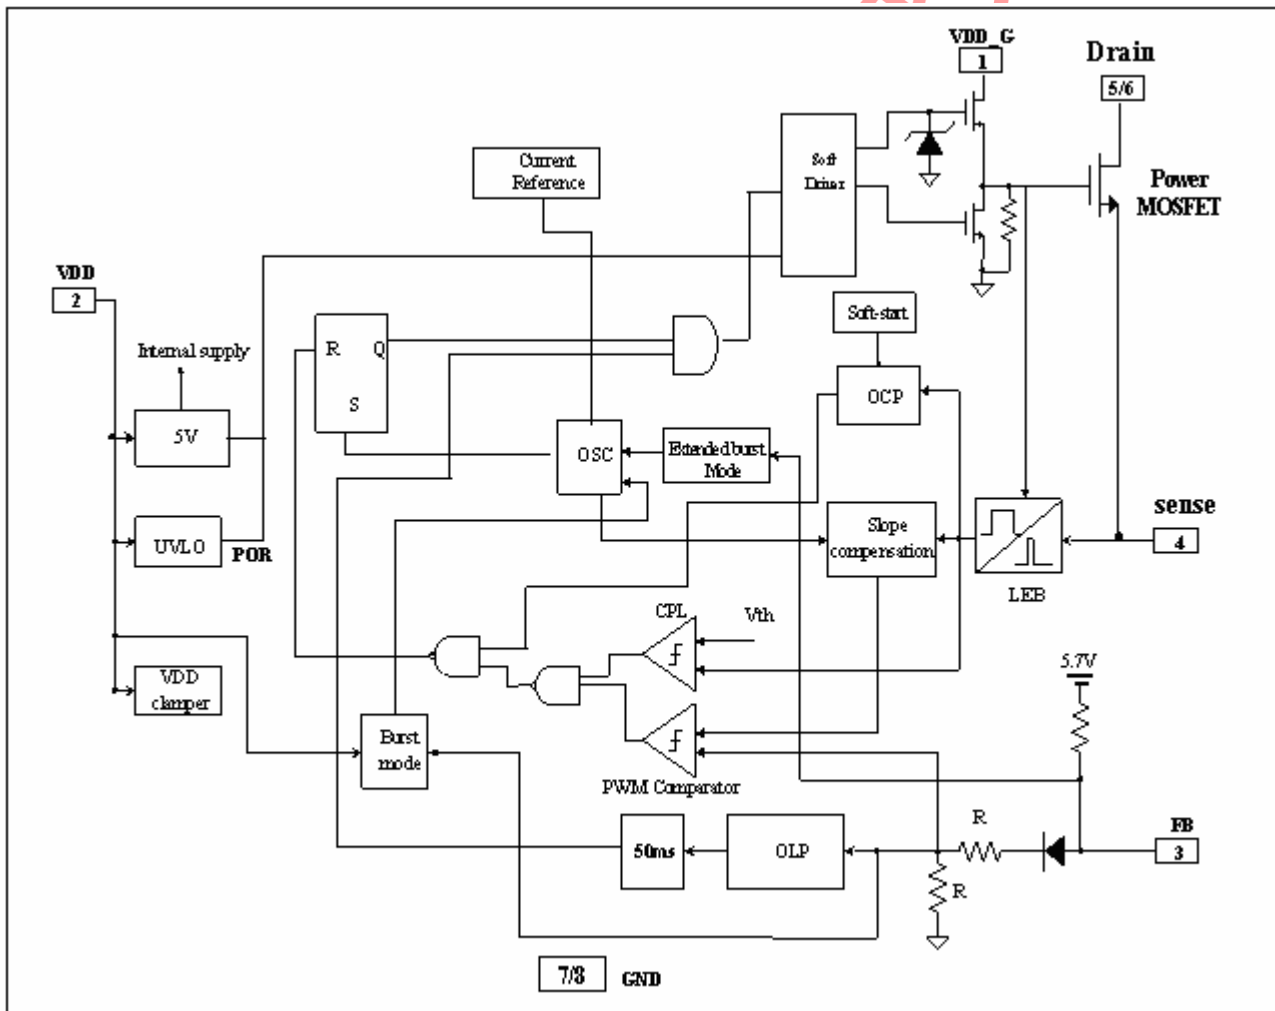 VDD_G
1
Drain
5/6
Current
Reference
Soft
Driver
Power
MOSFET
VDD
2
Soft-start
R
Q
S
Internal supply
5V
OCP
OSC
Extended burst
Mode
sense
4
Slope
compensation
UVLO
POR
LEB
CPL
Vth
5.7V
VDD
clamper
Burst
mode
PWM Comparator
R
FB
3
50ms
OLP
R
7/8
GND